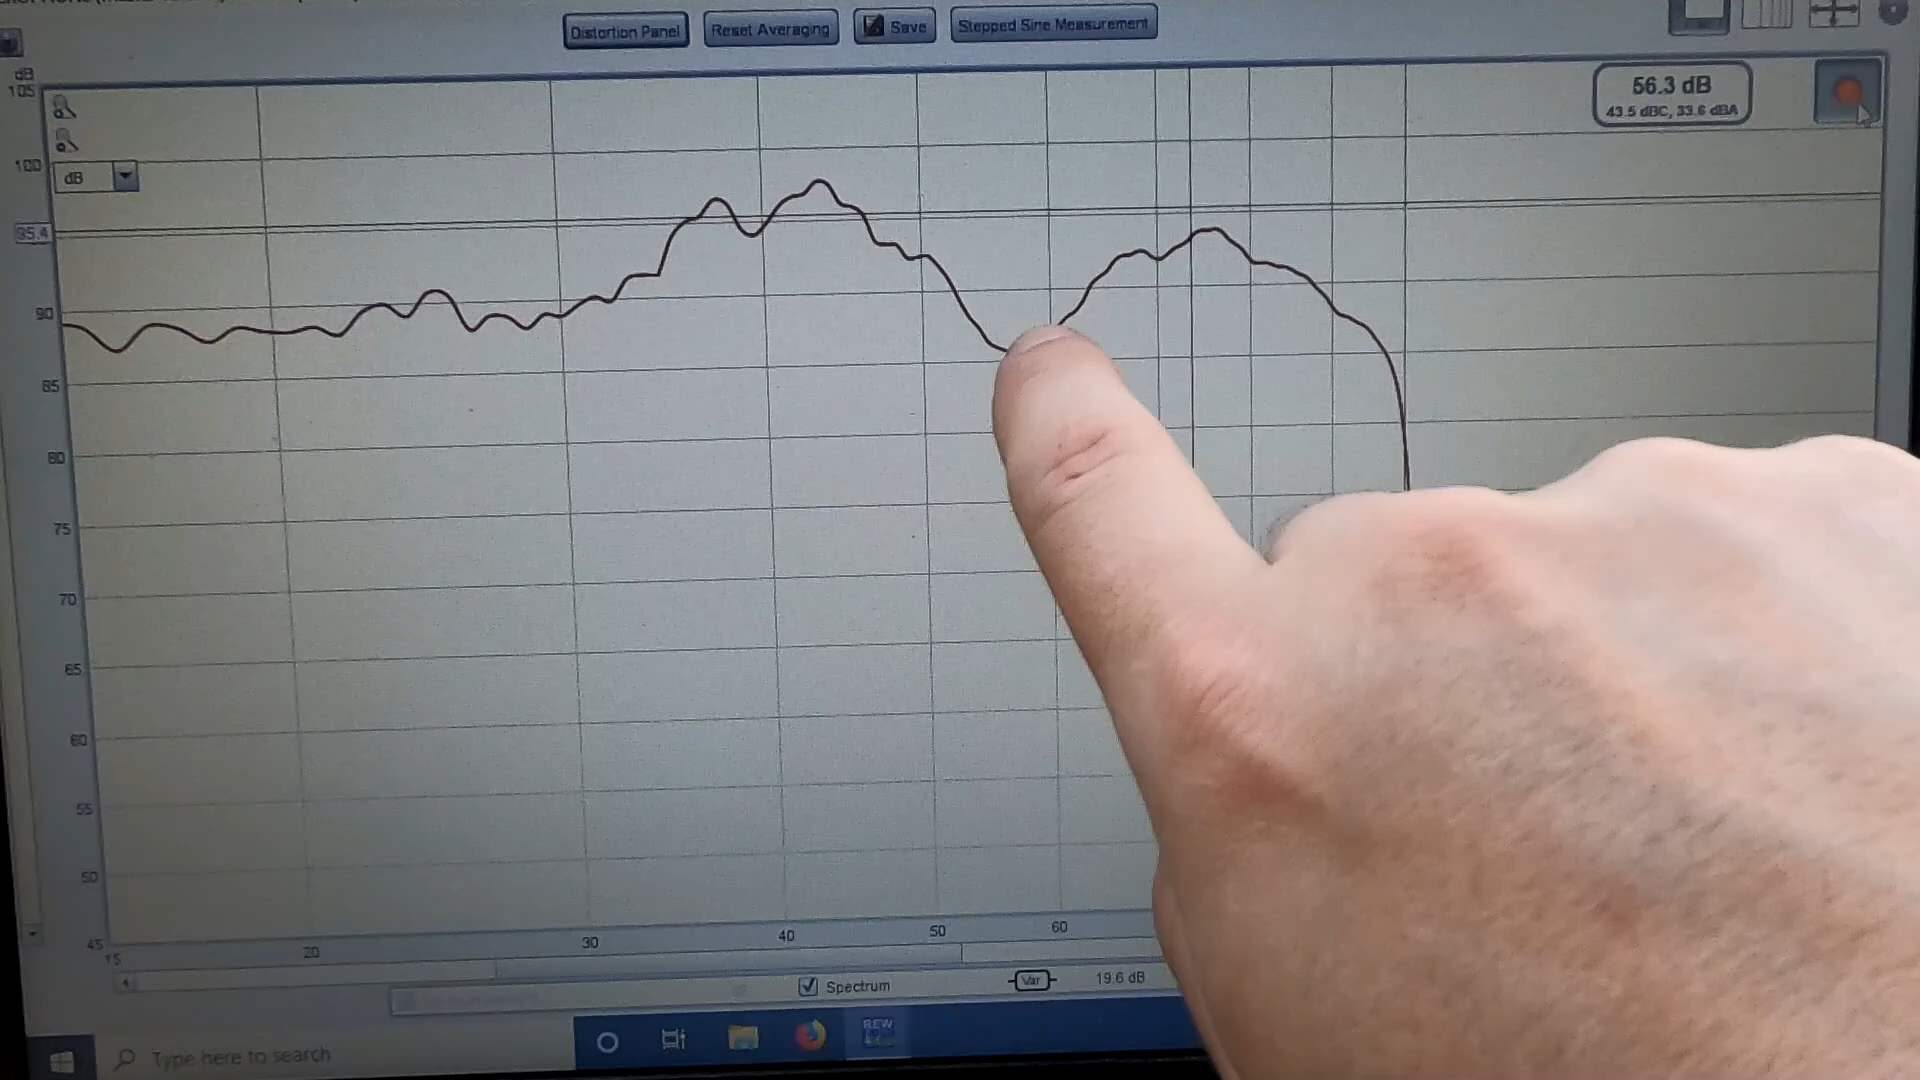 Distortion Panel
Reset Averaging
Save
Stepped Sine Measurement
dB
105
56.3 dB
43.5 dBC, 33.6 dBA
100
dB
95.4
90
85
80
75
70
65
60
55
50
45
15
20
30
40
50
60
Spectrum
Var
19.6 dB
Type here to search
REW